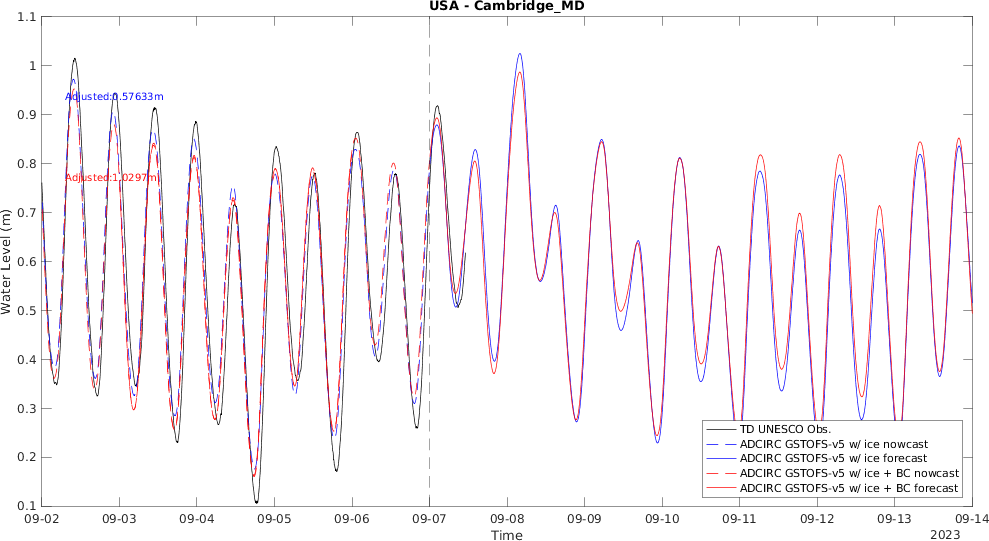 USA - Cambridge_MD
1.1
1
0.9
0.8
0.7
0.6
0.5
0.4
0.3
0.2
0.1
Water Level (m)
Adjusted:0.57633m
Adjusted:1.0297m
TD UNESCO Obs.
ADCIRC GSTOFS-v5 w/ ice nowcast
ADCIRC GSTOFS-v5 w/ ice forecast
ADCIRC GSTOFS-v5 w/ ice + BC nowcast
ADCIRC GSTOFS-v5 w/ ice + BC forecast
09-02 09-03 09-04 09-05 09-06 09-07 09-08 09-09 09-10 09-11 09-12 09-13 09-14
Time 2023